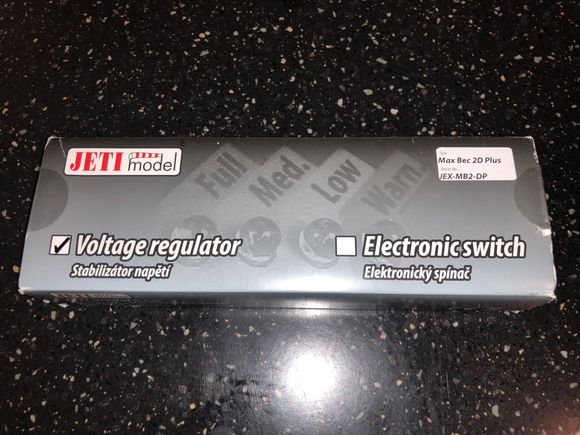 JETI model
Type
Max Bec 2D Plus
JEX-MB2-DP
Full
Med.
Low
Warn.
Voltage regulator
Stabilizátor napětí
Electronic switch
Elektronický spínač